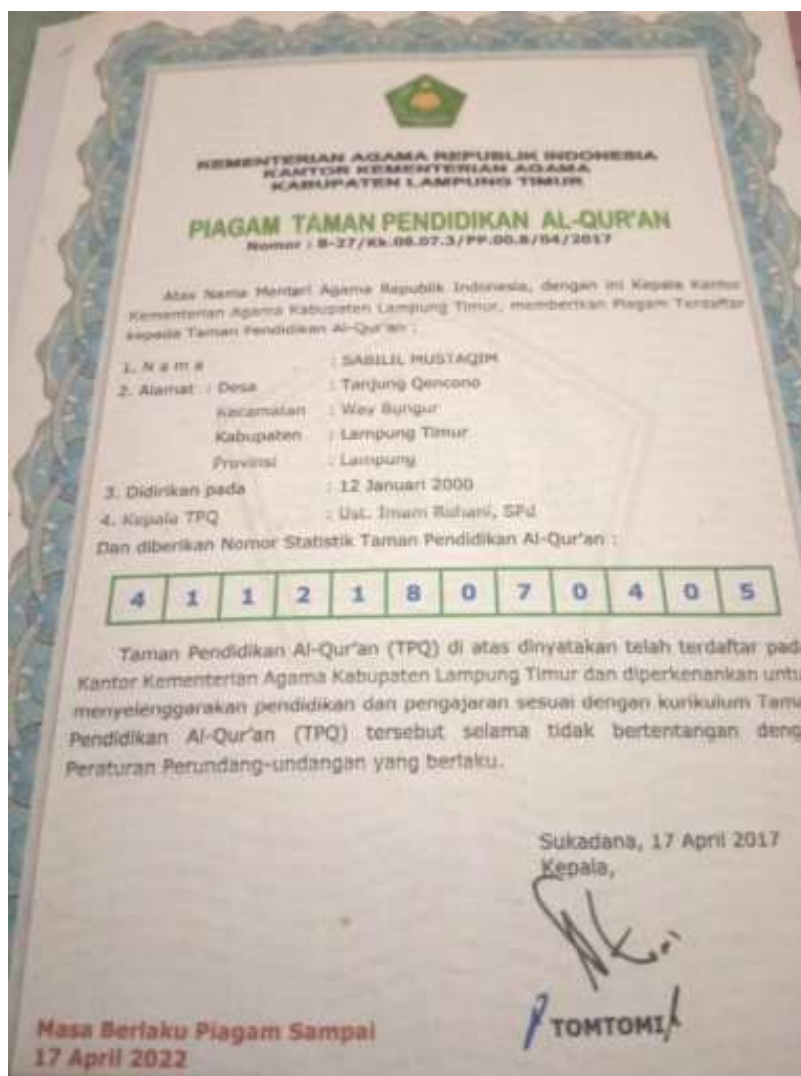 KEMENTERIAN AGAMA REPUBLIK INDONESIA
KANTOR KEMENTERIAN AGAMA
KABUPATEN LAMPUNG TIMUR
PIAGAM TAMAN PENDIDIKAN AL-QUR'AN
Nomor : B-27/Kk.08.07.3/PP.00.8/04/2017
Atas Nama Menteri Agama Republik Indonesia, dengan ini Kepala Kantor
Kementerian Agama Kabupaten Lampung Timur, memberikan Piagam Terdaftar
kepada Taman Pendidikan Al-Qur'an :
1. N a m a : SABILIL MUSTAQIM
2. Alamat : Desa : Tanjung Qencono
Kecamatan : Way Bungur
Kabupaten : Lampung Timur
Provinsi : Lampung
3. Didirikan pada : 12 Januari 2000
4. Kepala TPQ : Ust. Imam SPd
Dan diberikan Nomor Statistik Taman Pendidikan Al-Qur'an :
4 1 1 2 1 8 0 7 0 4 0 5
Taman Pendidikan Al-Qur'an (TPQ) di atas dinyatakan telah terdaftar pada
Kantor Kementerian Agama Kabupaten Lampung Timur dan diperkenankan untu
menyelenggarakan pendidikan dan pengajaran sesuai dengan kurikulum Tama
Pendidikan Al-Qur'an (TPQ) tersebut selama tidak bertentangan deng
Peraturan Perundang-undangan yang berlaku.
Sukadana, 17 April 2017
Kepala,
TOMTOMI
Masa Berlaku Piagam Sampai
17 April 2022